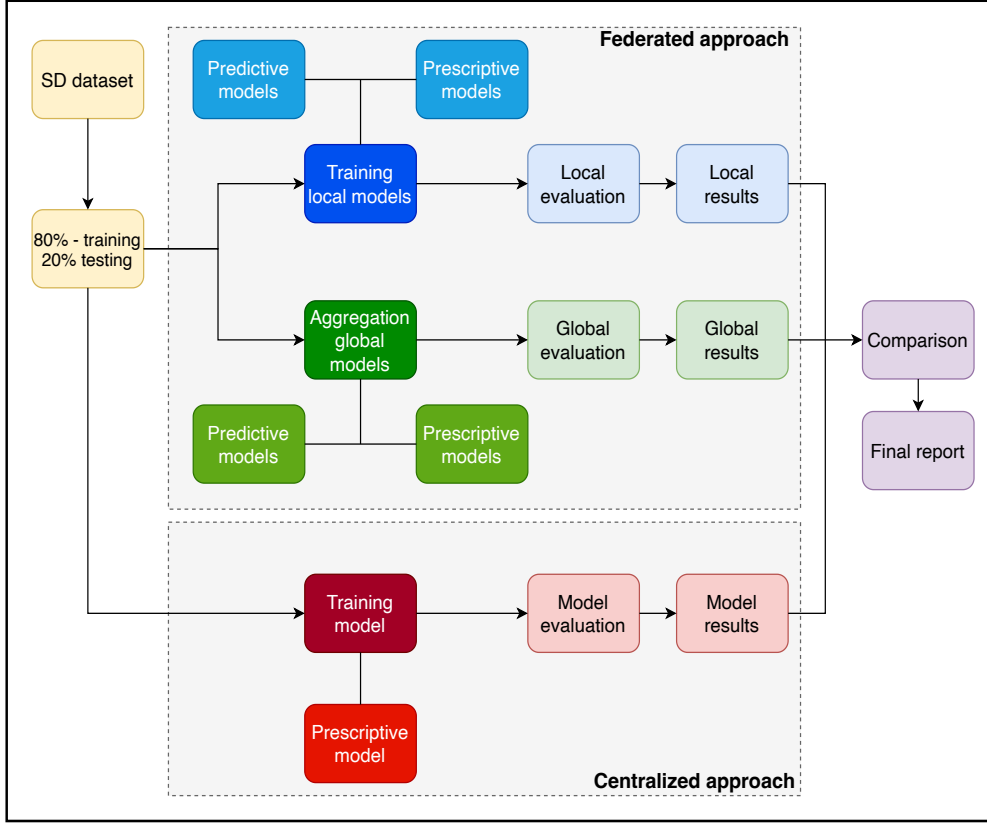 Federated approach
SD dataset
Predictive
models
Prescriptive
models
Training
local models
Local
evaluation
Local
results
80% - training
20% testing
Aggregation
global
models
Global
evaluation
Global
results
Comparison
Predictive
models
Prescriptive
models
Final report
Training
model
Model
evaluation
Model
results
Prescriptive
model
Centralized approach